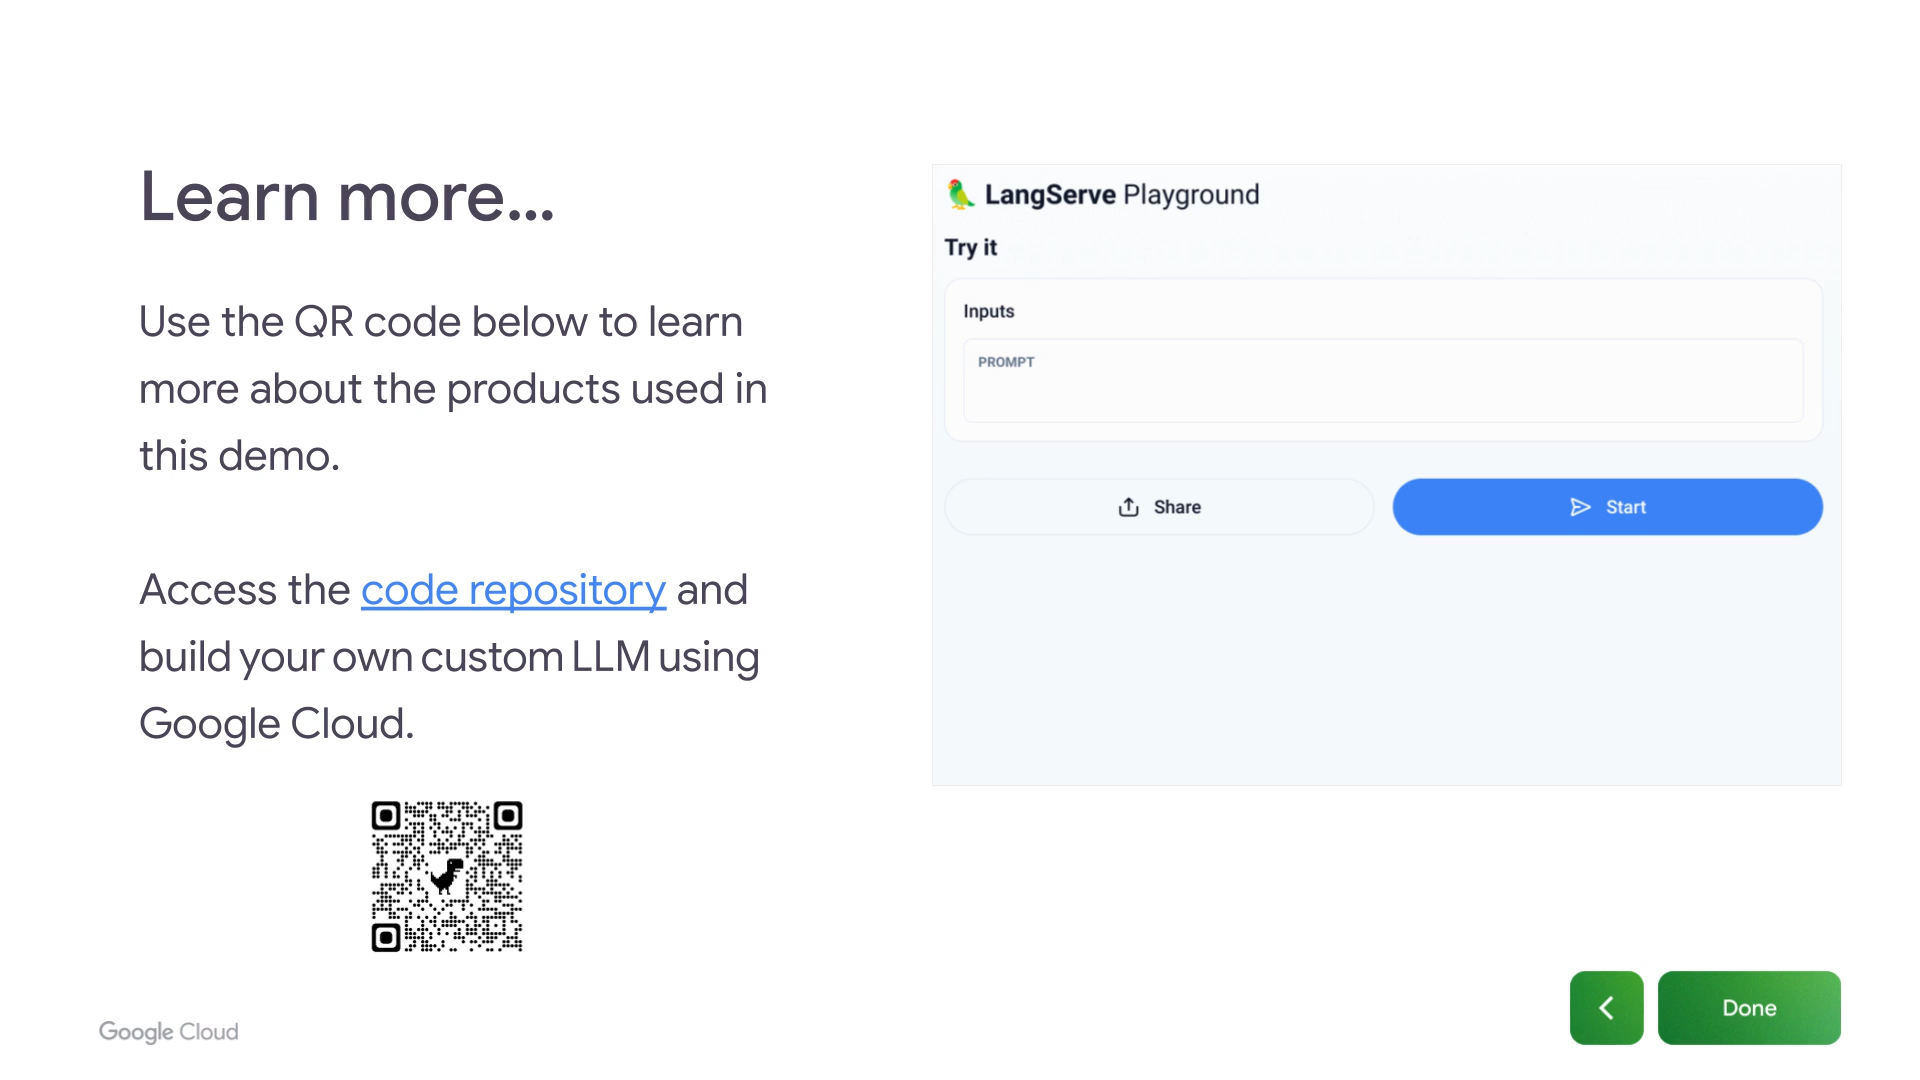 Learn more...
Use the QR code below to learn
more about the products used in
this demo.
Access the code repository and
build your own custom LLM using
Google Cloud.
LangServe Playground
Try it
Inputs
PROMPT
Share
Start
Google Cloud
Done